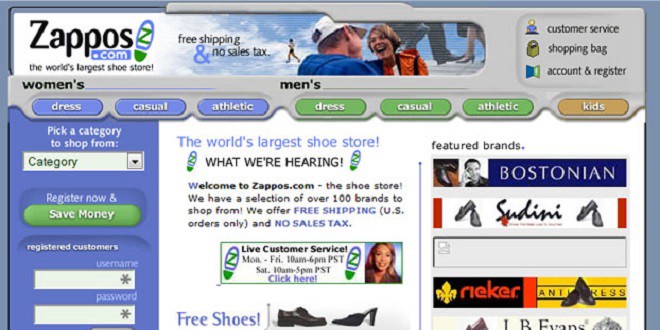 Zappos
.com
the world's largest shoe store!
free shipping
& no sales tax.
customer service
shopping bag
account & register
women's
men's
dress
casual
athletic
dress
casual
athletic
kids
Pick a category
to shop from:
Category
Register now &
Save Money
registered customers
username
*
password
*
The world's largest shoe store!
WHAT WE'RE HEARING!
Welcome to Zappos.com - the shoe store!
We have a selection of over 100 brands to
shop from! We offer FREE SHIPPING (U.S.
orders only) and NO SALES TAX.
Live Customer Service!
Mon. - Fri. 10am-6pm PST
Sat. 10am-5pm PST
Click here!
Free Shoes!
featured brands.
BOSTONIAN
Sudini
rieker
ANTISTRESS
J.B Evans